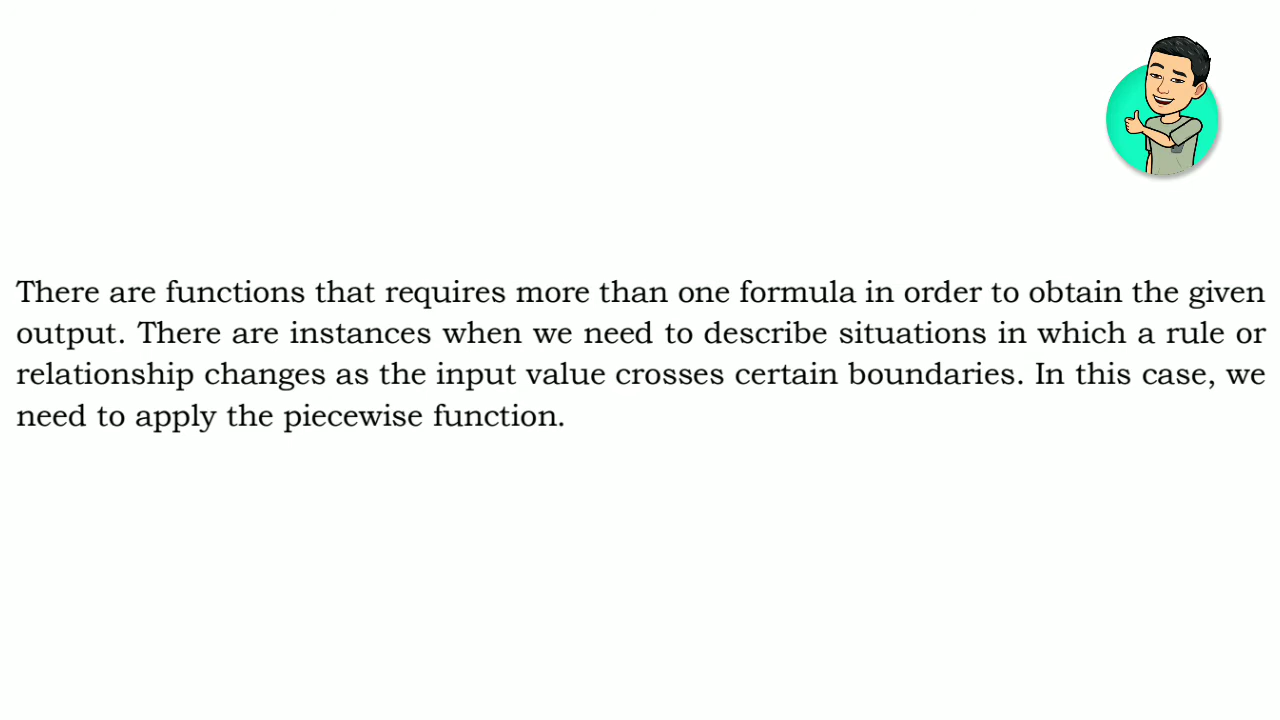 There are functions that requires more than one formula in order to obtain the given
output. There are instances when we need to describe situations in which a rule or
relationship changes as the input value crosses certain boundaries. In this case, we
need to apply the piecewise function.